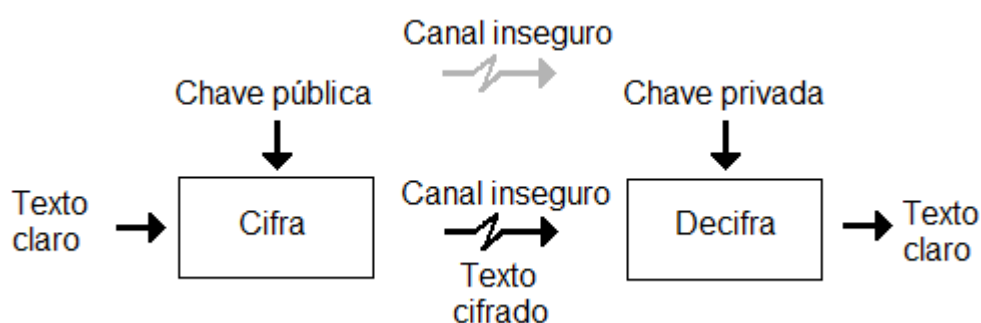 Canal inseguro
Chave pública
Chave privada
Texto
claro
Cifra
Canal inseguro
Texto
cifrado
Decifra
Texto
claro